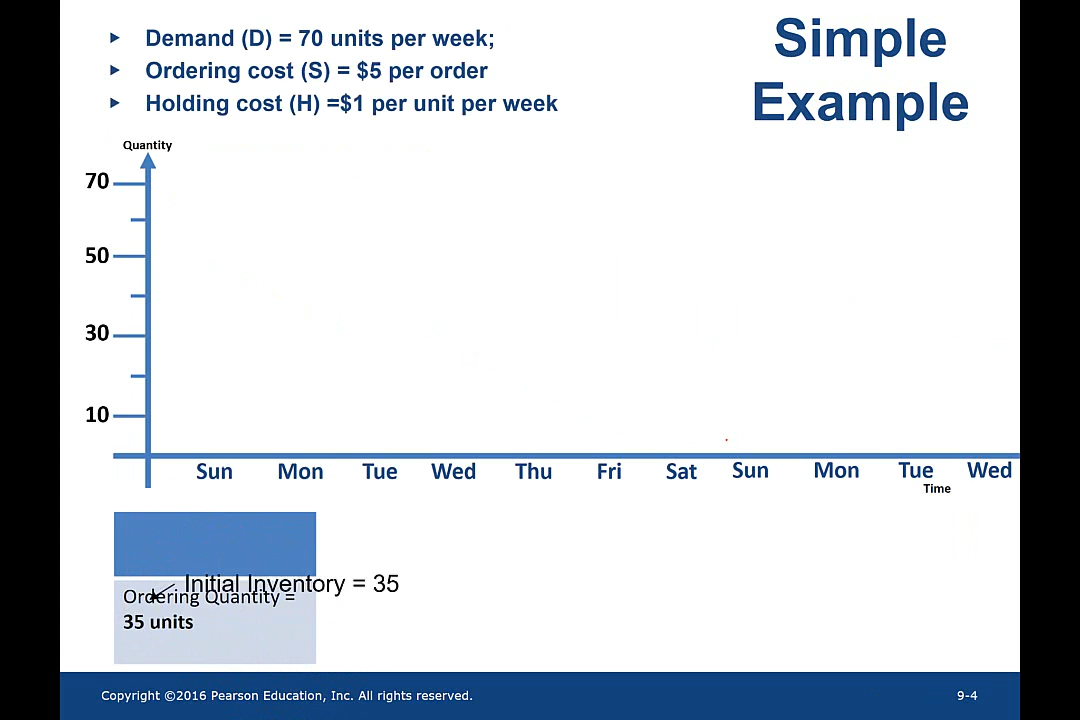 Demand (D) = 70 units per week;
Ordering cost (S) = $5 per order
Holding cost (H) =$1 per unit per week
Simple
Example
Quantity
70
50
30
10
Sun Mon Tue Wed Thu Fri Sat Sun Mon Tue Wed
Time
Initial Inventory = 35
Ordering Quantity =
35 units
Copyright ©2016 Pearson Education, Inc. All rights reserved.
9-4